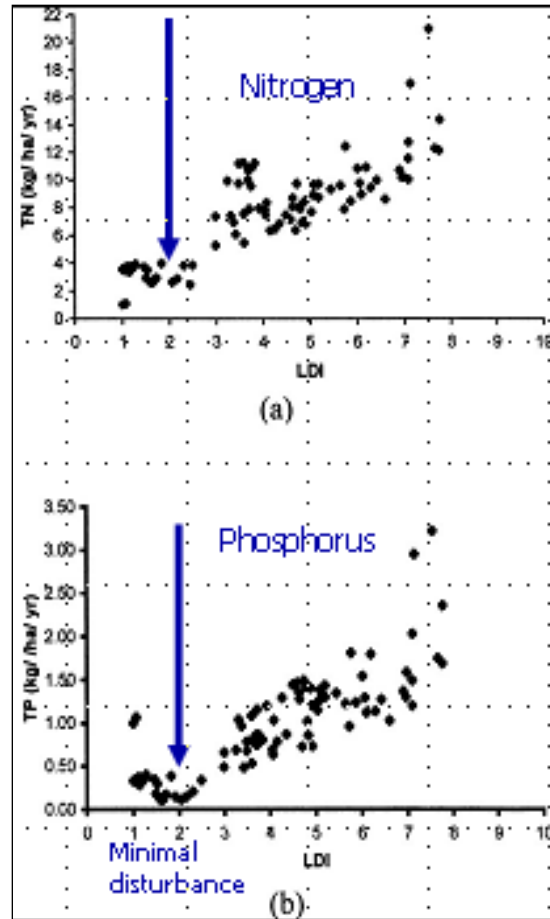 22
20
18
16
14
12
10
8
6
4
2
0
TN (kg/ ha/ yr)
Nitrogen
0 1 2 3 4 5 6 7 8 9 10
LDI
(a)
3.50
3.00
2.50
2.00
1.50
1.00
0.50
0.00
TP (kg/ /ha/ yr)
Phosphorus
0 1 2 3 4 5 6 7 8 9 10
Minimal
disturbance
LDI
(b)